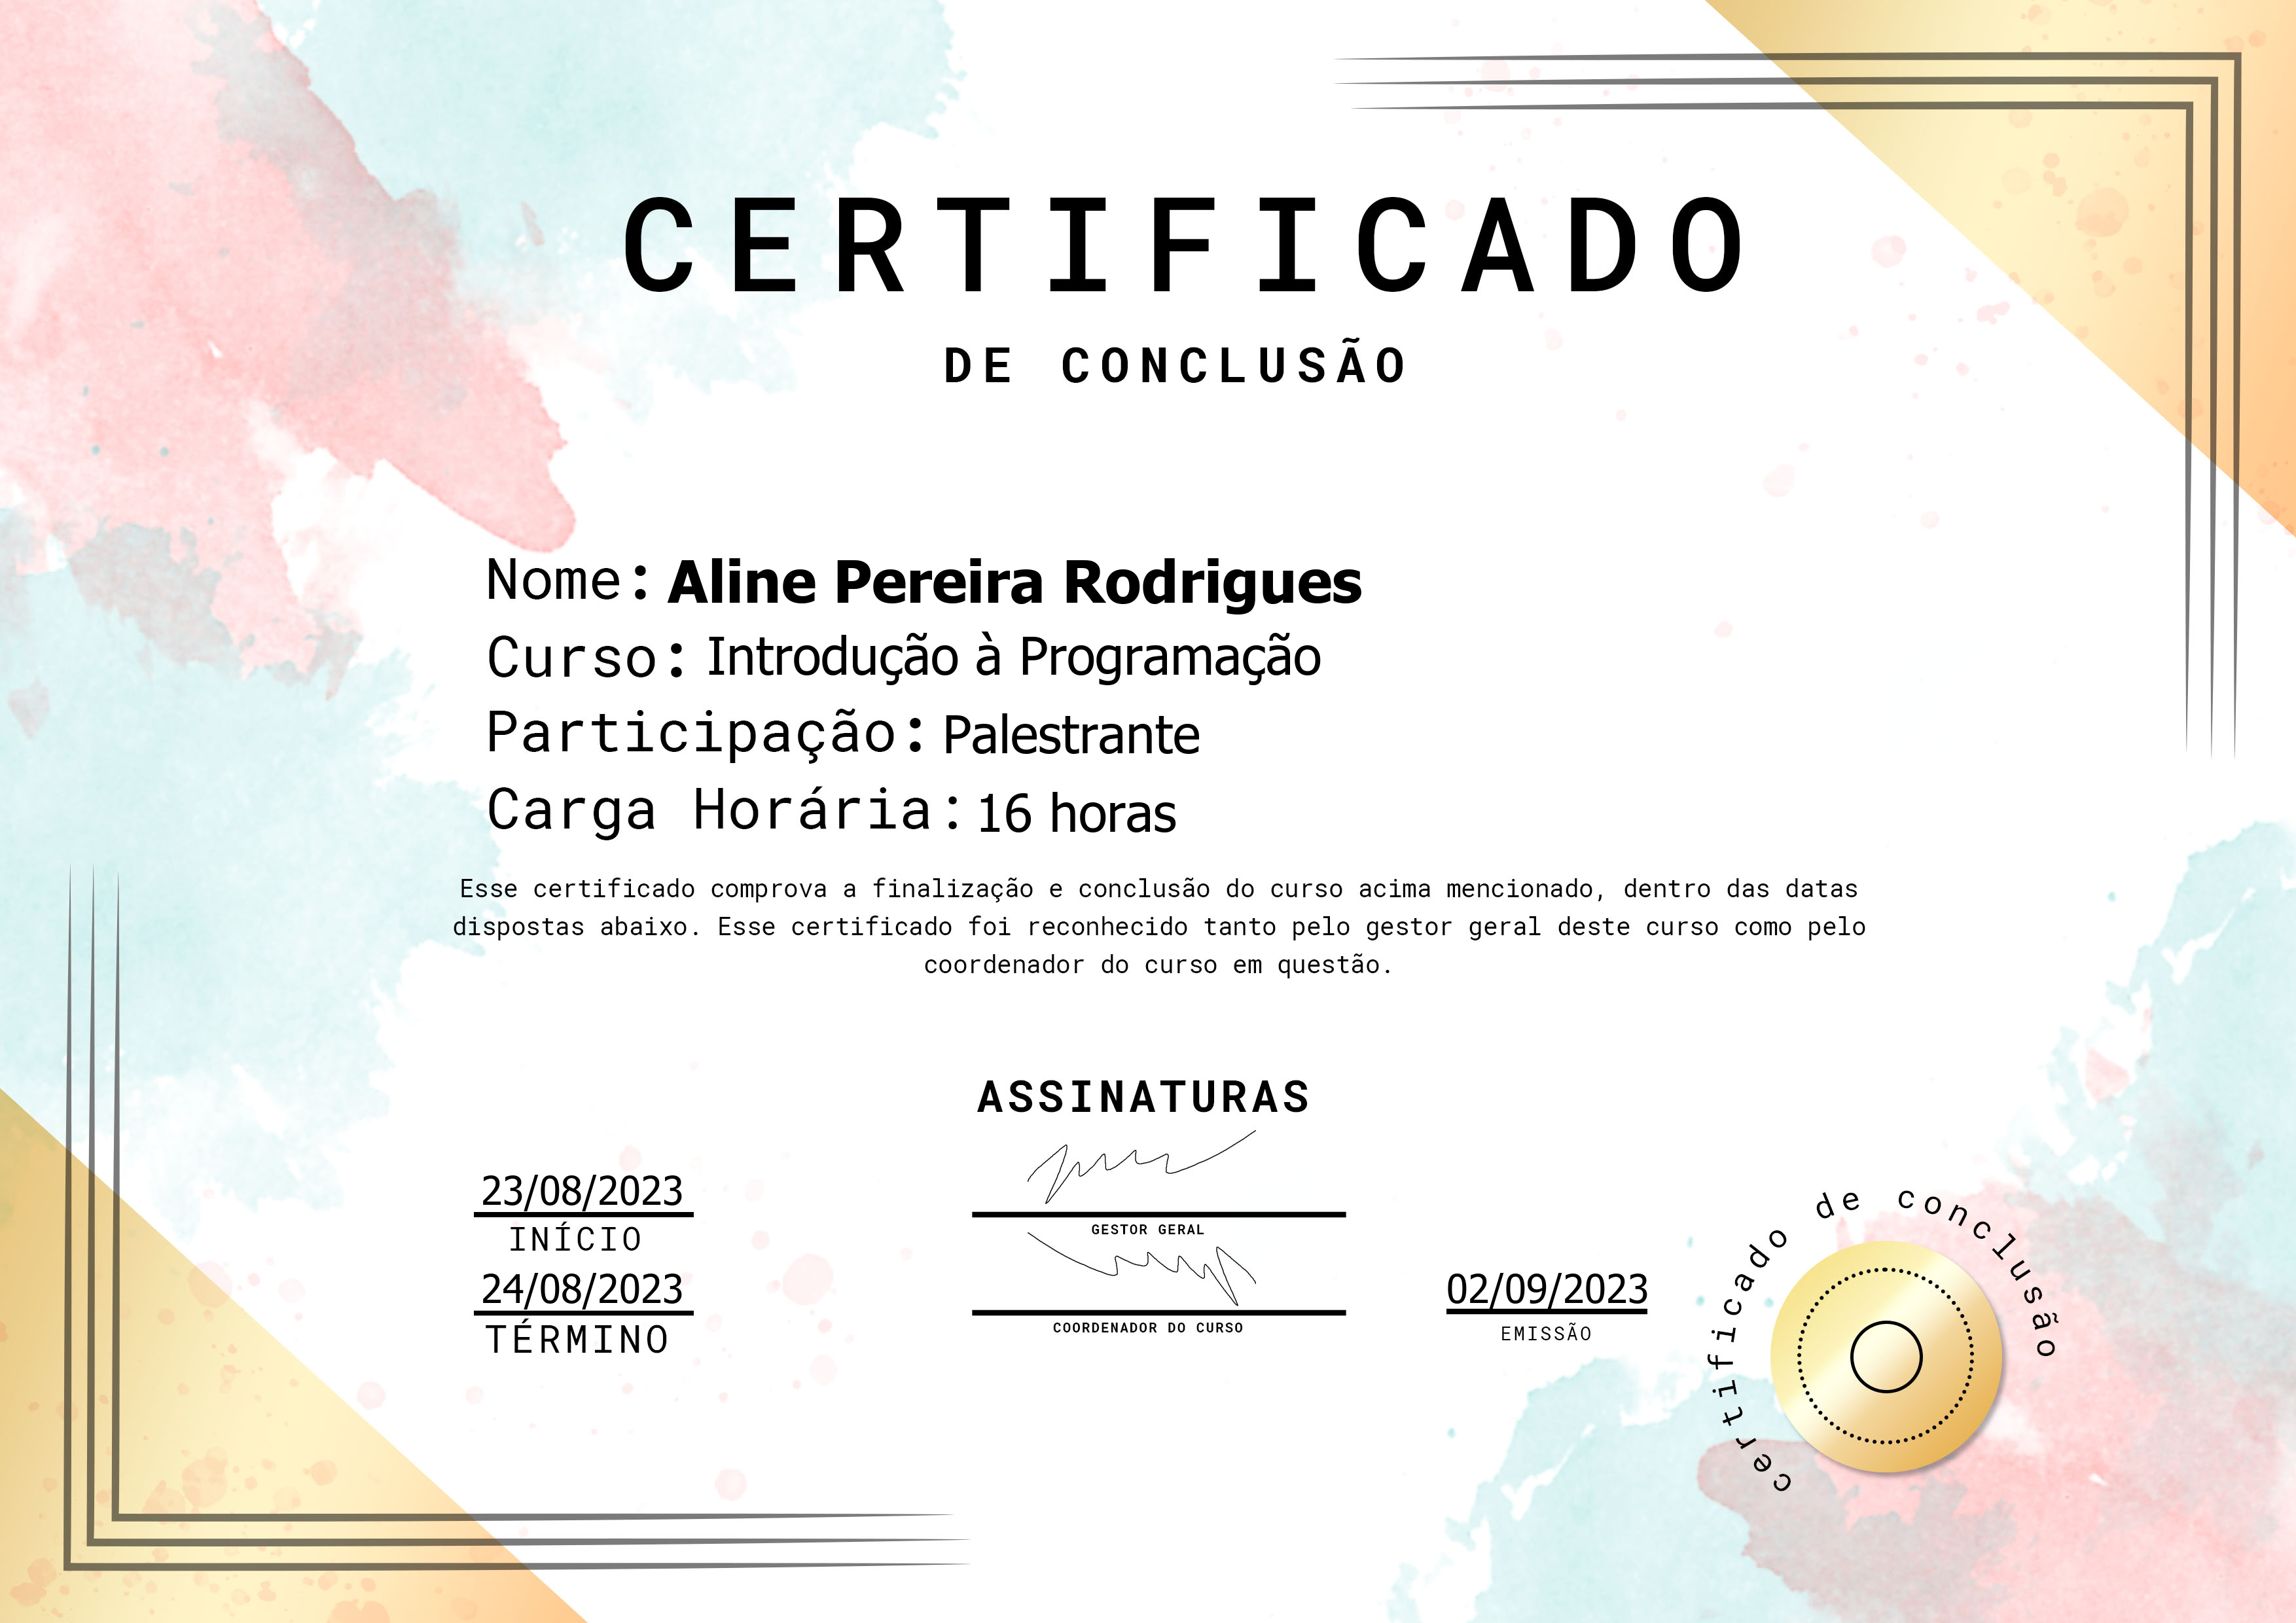 CERTIFICADO
DE CONCLUSÃO
Nome: Aline Pereira Rodrigues
Curso: Introdução à Programação
Participação: Palestrante
Carga Horária: 16 horas
Esse certificado comprova a finalização e conclusão do curso acima mencionado, dentro das datas
dispostas abaixo. Esse certificado foi reconhecido tanto pelo gestor geral deste curso como pelo
coordenador do curso em questão.
ASSINATURAS
23/08/2023
INÍCIO
GESTOR GERAL
24/08/2023
TÉRMINO
COORDENADOR DO CURSO
02/09/2023
EMISSÃO
certificado de conclusão